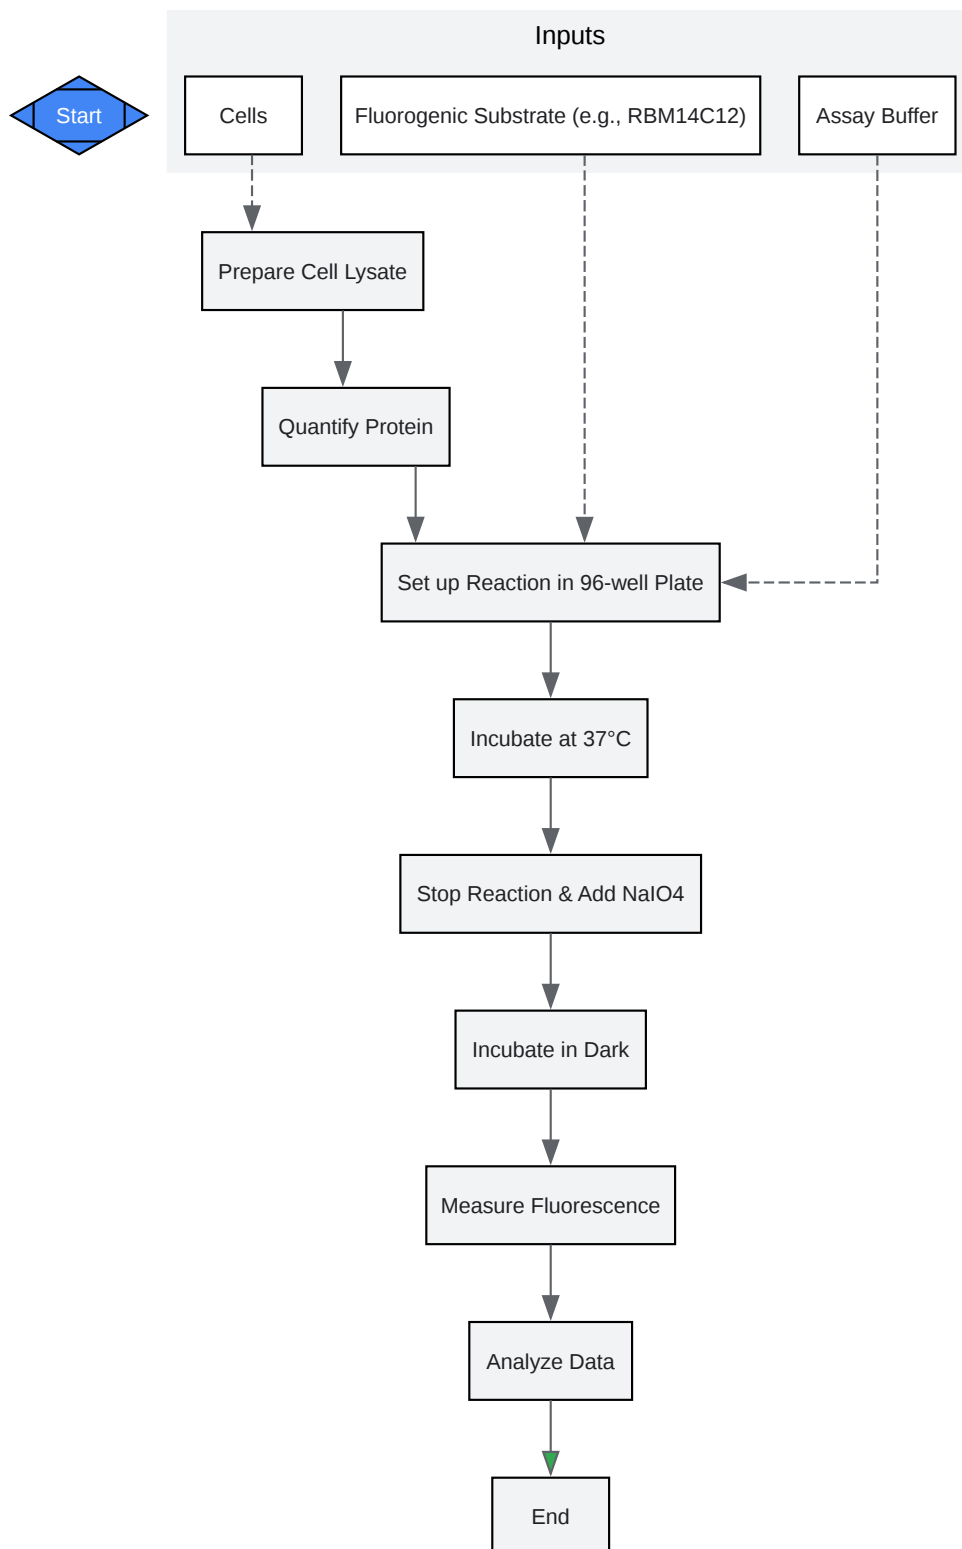 Inputs
Start
Cells
Fluorogenic Substrate (e.g., RBM14C12)
Assay Buffer
Prepare Cell Lysate
Quantify Protein
Set up Reaction in 96-well Plate
Incubate at 37°C
Stop Reaction & Add NaIO4
Incubate in Dark
Measure Fluorescence
Analyze Data
End